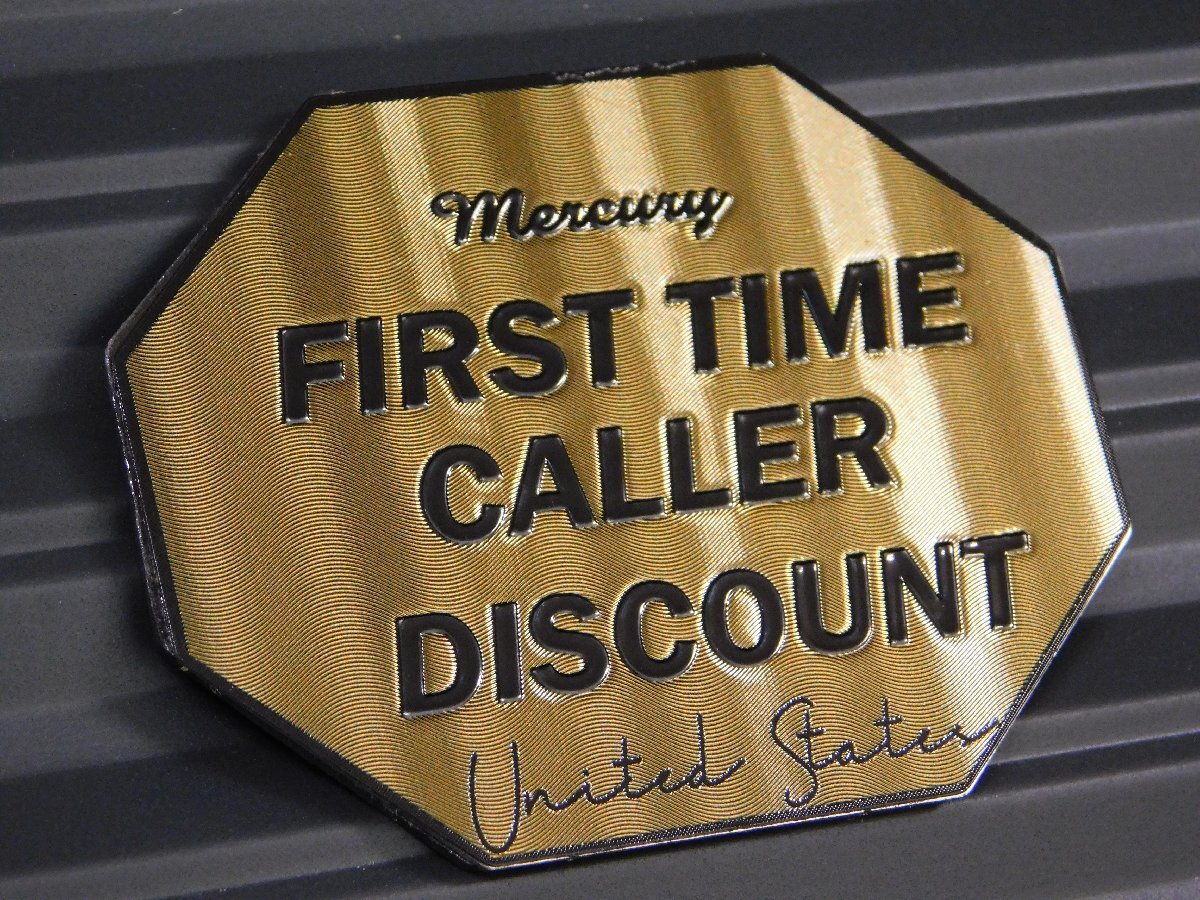 Mercury
FIRST TIME
CALLER
DISCOUNT
United States